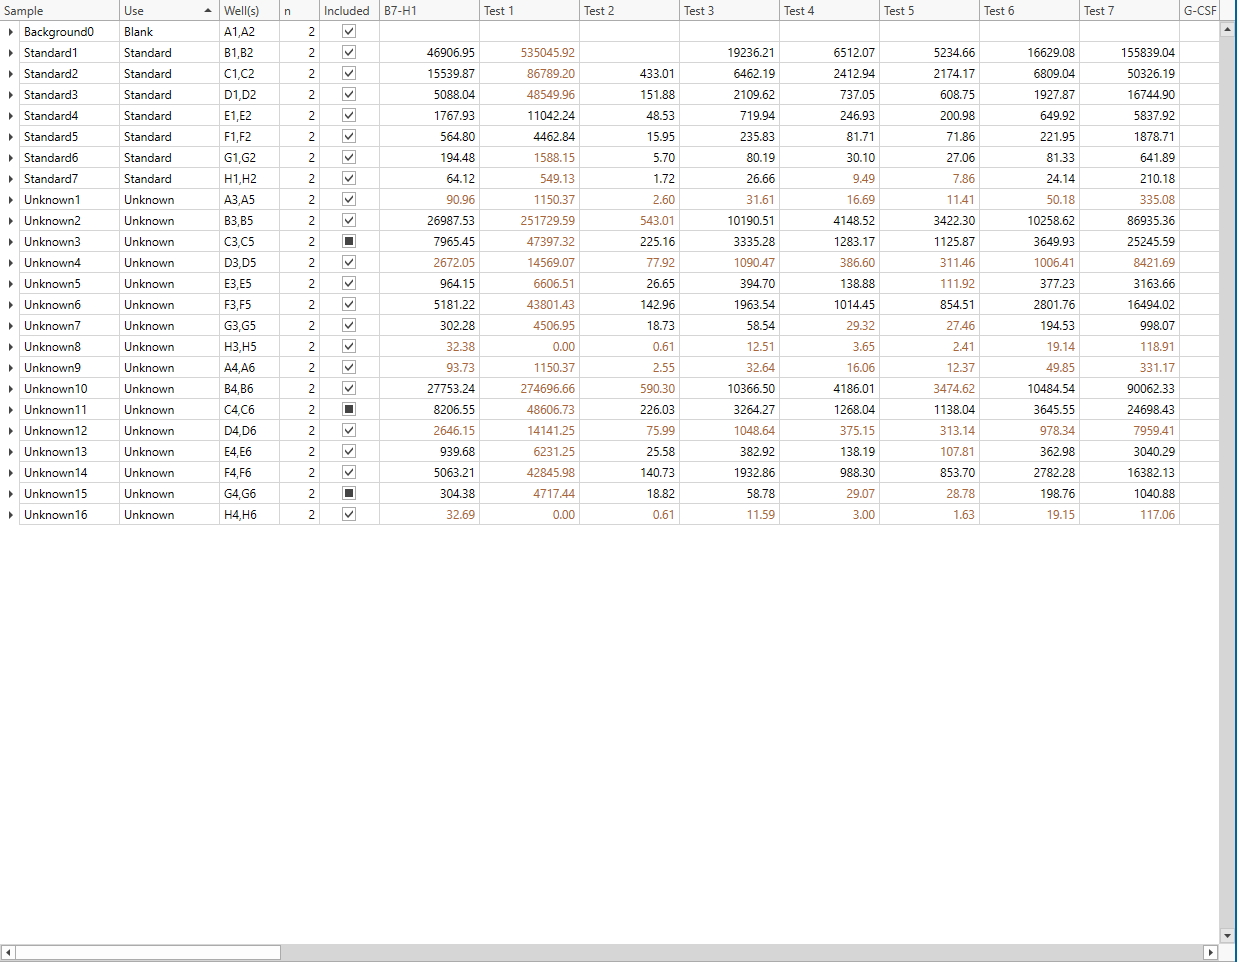 Sample Use Well(s) n Included B7-H1 Test 1 Test 2 Test 3 Test 4 Test 5 Test 6 Test 7 G-CSF
Background0 Blank A1,A2 2
Standard1 Standard B1,B2 2 46906.95 535045.92 19236.21 6512.07 5234.66 16629.08 155839.04
Standard2 Standard C1,C2 2 15539.87 86789.20 433.01 6462.19 2412.94 2174.17 6809.04 50326.19
Standard3 Standard D1,D2 2 5088.04 48549.96 151.88 2109.62 737.05 608.75 1927.87 16744.90
Standard4 Standard E1,E2 2 1767.93 11042.24 48.53 719.94 246.93 200.98 649.92 5837.92
Standard5 Standard F1,F2 2 564.80 4462.84 15.95 235.83 81.71 71.86 221.95 1878.71
Standard6 Standard G1,G2 2 194.48 1588.15 5.70 80.19 30.10 27.06 81.33 641.89
Standard7 Standard H1,H2 2 64.12 549.13 1.72 26.66 9.49 7.86 24.14 210.18
Unknown1 Unknown A3,A5 2 90.96 1150.37 2.60 31.61 16.69 11.41 50.18 335.08
Unknown2 Unknown B3,B5 2 26987.53 251729.59 543.01 10190.51 4148.52 3422.30 10258.62 86935.36
Unknown3 Unknown C3,C5 2 7965.45 47397.32 225.16 3335.28 1283.17 1125.87 3649.93 25245.59
Unknown4 Unknown D3,D5 2 2672.05 14569.07 77.92 1090.47 386.60 311.46 1006.41 8421.69
Unknown5 Unknown E3,E5 2 964.15 6606.51 26.65 394.70 138.88 111.92 377.23 3163.66
Unknown6 Unknown F3,F5 2 5181.22 43801.43 142.96 1963.54 1014.45 854.51 2801.76 16494.02
Unknown7 Unknown G3,G5 2 302.28 4506.95 18.73 58.54 29.32 27.46 194.53 998.07
Unknown8 Unknown H3,H5 2 32.38 0.00 0.61 12.51 3.65 2.41 19.14 118.91
Unknown9 Unknown A4,A6 2 93.73 1150.37 2.55 32.64 16.06 12.37 49.85 331.17
Unknown10 Unknown B4,B6 2 27753.24 274696.66 590.30 10366.50 4186.01 3474.62 10484.54 90062.33
Unknown11 Unknown C4,C6 2 8206.55 48606.73 226.03 3264.27 1268.04 1138.04 3645.55 24698.43
Unknown12 Unknown D4,D6 2 2646.15 14141.25 75.99 1048.64 375.15 313.14 978.34 7959.41
Unknown13 Unknown E4,E6 2 939.68 6231.25 25.58 382.92 138.19 107.81 362.98 3040.29
Unknown14 Unknown F4,F6 2 5063.21 42845.98 140.73 1932.86 988.30 853.70 2782.28 16382.13
Unknown15 Unknown G4,G6 2 304.38 4717.44 18.82 58.78 29.07 28.78 198.76 1040.88
Unknown16 Unknown H4,H6 2 32.69 0.00 0.61 11.59 3.00 1.63 19.15 117.06